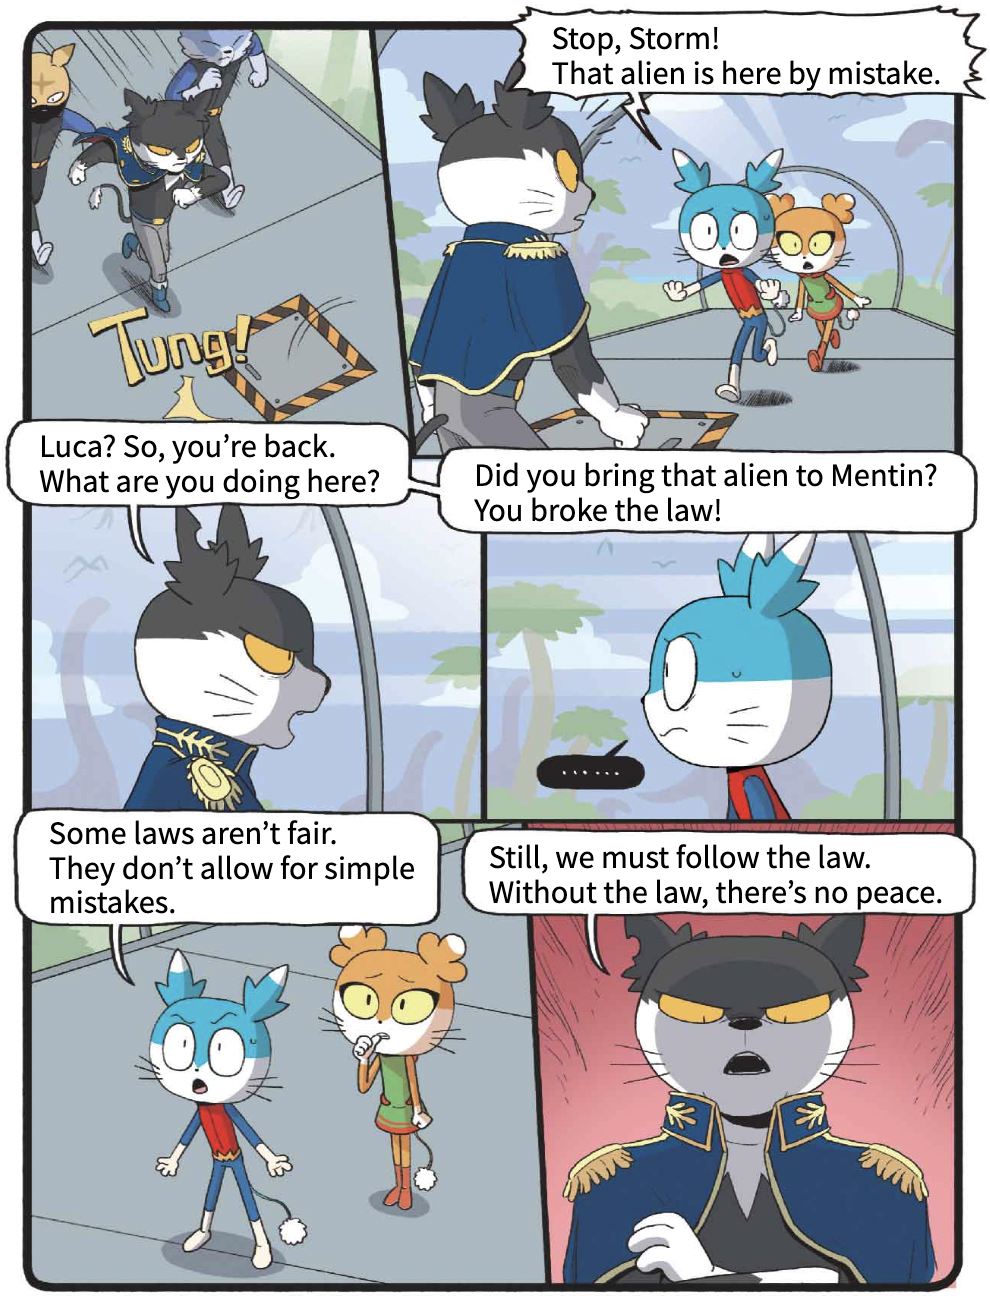 Stop, Storm!
That alien is here by mistake.
Tung!
Luca? So, you're back.
What are you doing here?
Did you bring that alien to Mentin?
You broke the law!
......
Some laws aren't fair.
They don't allow for simple
mistakes.
Still, we must follow the law.
Without the law, there's no peace.